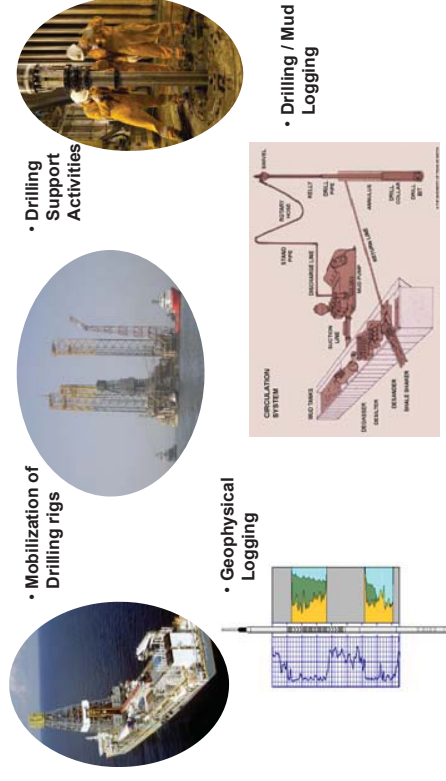 • Mobilization of
Drilling rigs
• Drilling
Support
Activities
• Geophysical
Logging
• Drilling / Mud
Logging
CIRCULATION
SYSTEM
MUD TANKS
DEGASSER
DESILTER
DESANDER
SHALE SHAKER
SUCTION
LINE
MUD PUMP
DISCHARGE LINE
STAND
PIPE
ROTARY
HOSE
SWIVEL
KELLY
DRILL
PIPE
RETURN LINE
ANNULUS
DRILL
COLLAR
DRILL
BIT